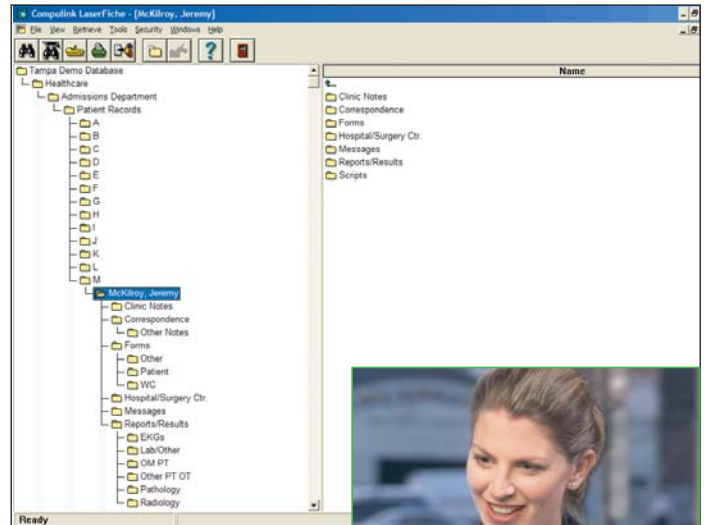 Compulink LaserFiche - [McKilroy, Jeremy]
File View Retrieve Tools Security Windows Help
Tampa Demo Database
Healthcare
Admissions Department
Patient Records
A
B
C
D
E
F
G
H
I
J
K
L
M
McKilroy, Jeremy
Clinic Notes
Correspondence
Other Notes
Forms
Other
Patient
WC
Hospital/Surgery Ctr.
Messages
Reports/Results
EKGs
Lab/Other
OM PT
Other PT OT
Pathology
Radiology
Name
Clinic Notes
Correspondence
Forms
Hospital/Surgery Ctr.
Messages
Reports/Results
Scripts
Ready